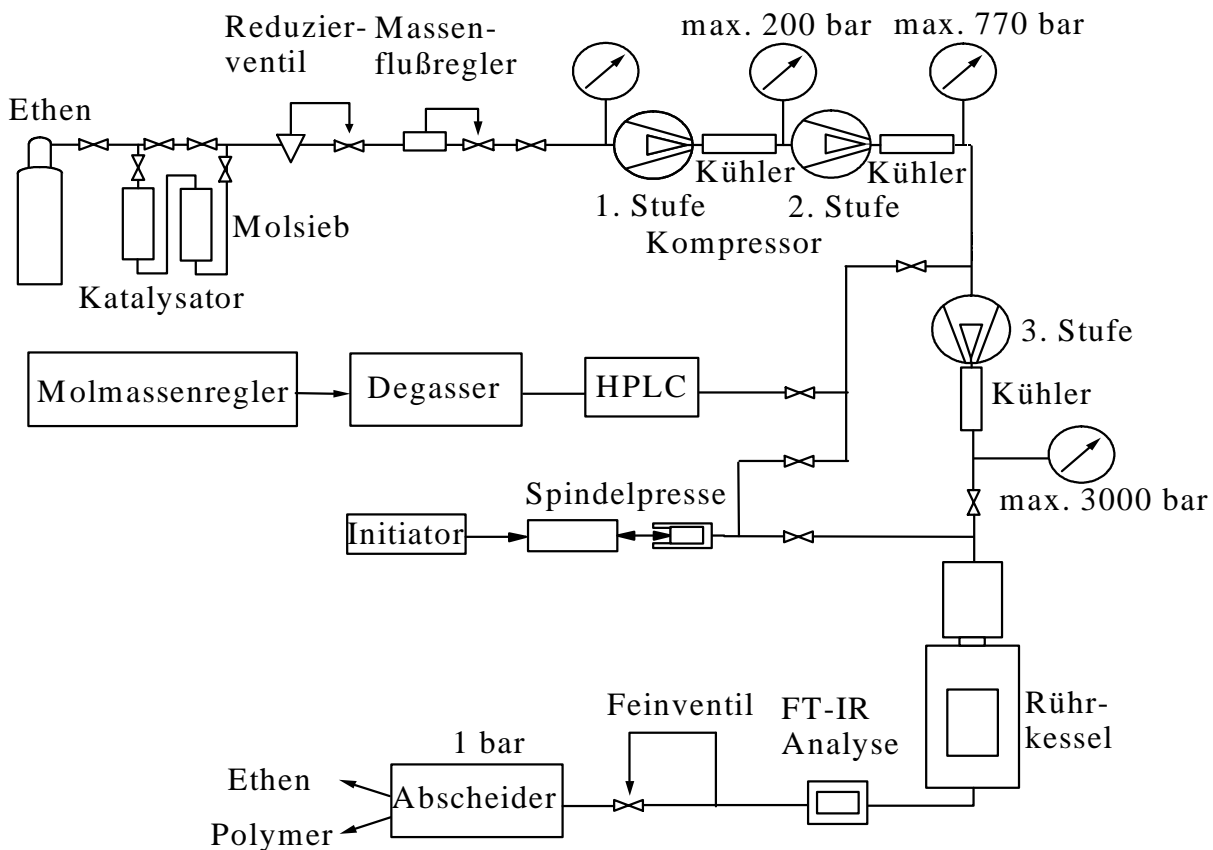 Reduzier-
ventil
Massen-
flußregler
max. 200 bar
max. 770 bar
Ethen
Kühler
Kühler
1. Stufe
2. Stufe
Kompressor
Molsieb
Katalysator
3. Stufe
Molmassenregler
Degasser
HPLC
Kühler
max. 3000 bar
Spindelpresse
Initiator
Feinventil
FT-IR
Analyse
Rühr-
kessel
1 bar
Ethen
Abscheider
Polymer